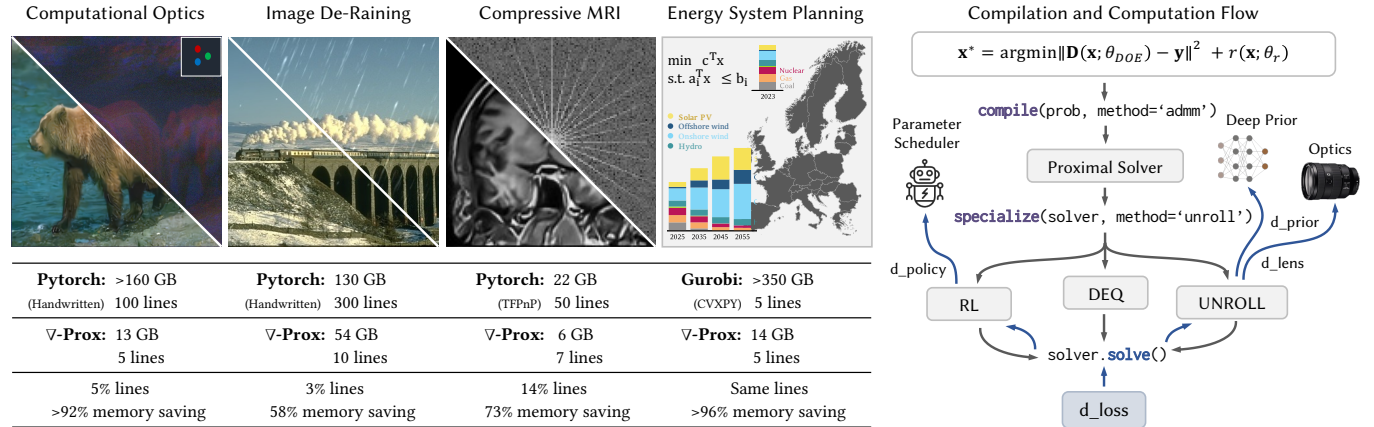 Computational Optics
Image De-Raining
Compressive MRI
Energy System Planning
min cᵀx
s.t. aᵢᵀx ≤ bᵢ
Nuclear
Gas
Coal
2023
Solar PV
Offshore wind
Onshore wind
Hydro
2025 2035 2045 2055
Pytorch: >160 GB
(Handwritten) 100 lines
Pytorch: 130 GB
(Handwritten) 300 lines
Pytorch: 22 GB
(TFPnP) 50 lines
Gurobi: >350 GB
(CVXPY) 5 lines
∇-Prox: 13 GB
5 lines
∇-Prox: 54 GB
10 lines
∇-Prox: 6 GB
7 lines
∇-Prox: 14 GB
5 lines
5% lines
>92% memory saving
3% lines
58% memory saving
14% lines
73% memory saving
Same lines
>96% memory saving
Compilation and Computation Flow
x* = argmin‖D(x; θ_DOE) − y‖² + r(x; θ_r)
compile(prob, method=‘admm’)
Parameter
Scheduler
Deep Prior
Optics
Proximal Solver
specialize(solver, method=‘unroll’)
d_prior
d_policy
d_lens
RL
DEQ
UNROLL
solver.solve()
d_loss